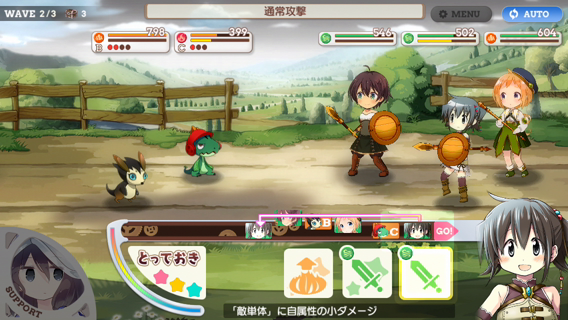 WAVE 2/3 3
通常攻撃
MENU
AUTO
B 798
C 399
546
502
604
B
C
GO!
とっておき
SUPPORT
「敵単体」に自属性の小ダメージ